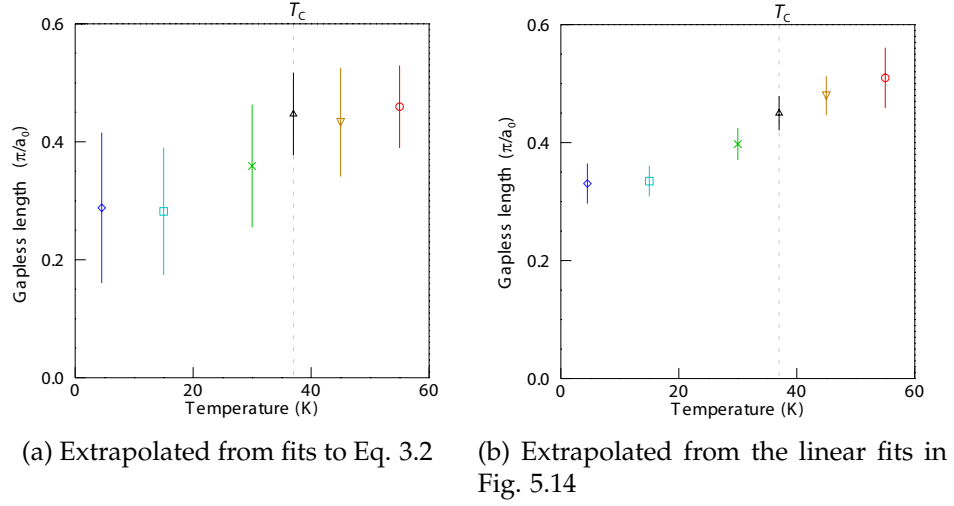 T_C
0.6
0.4
0.2
0.0
Gapless length (π/a₀)
0 20 40 60
Temperature (K)
(a) Extrapolated from fits to Eq. 3.2
T_C
0.6
0.4
0.2
0.0
Gapless length (π/a₀)
0 20 40 60
Temperature (K)
(b) Extrapolated from the linear fits in
Fig. 5.14